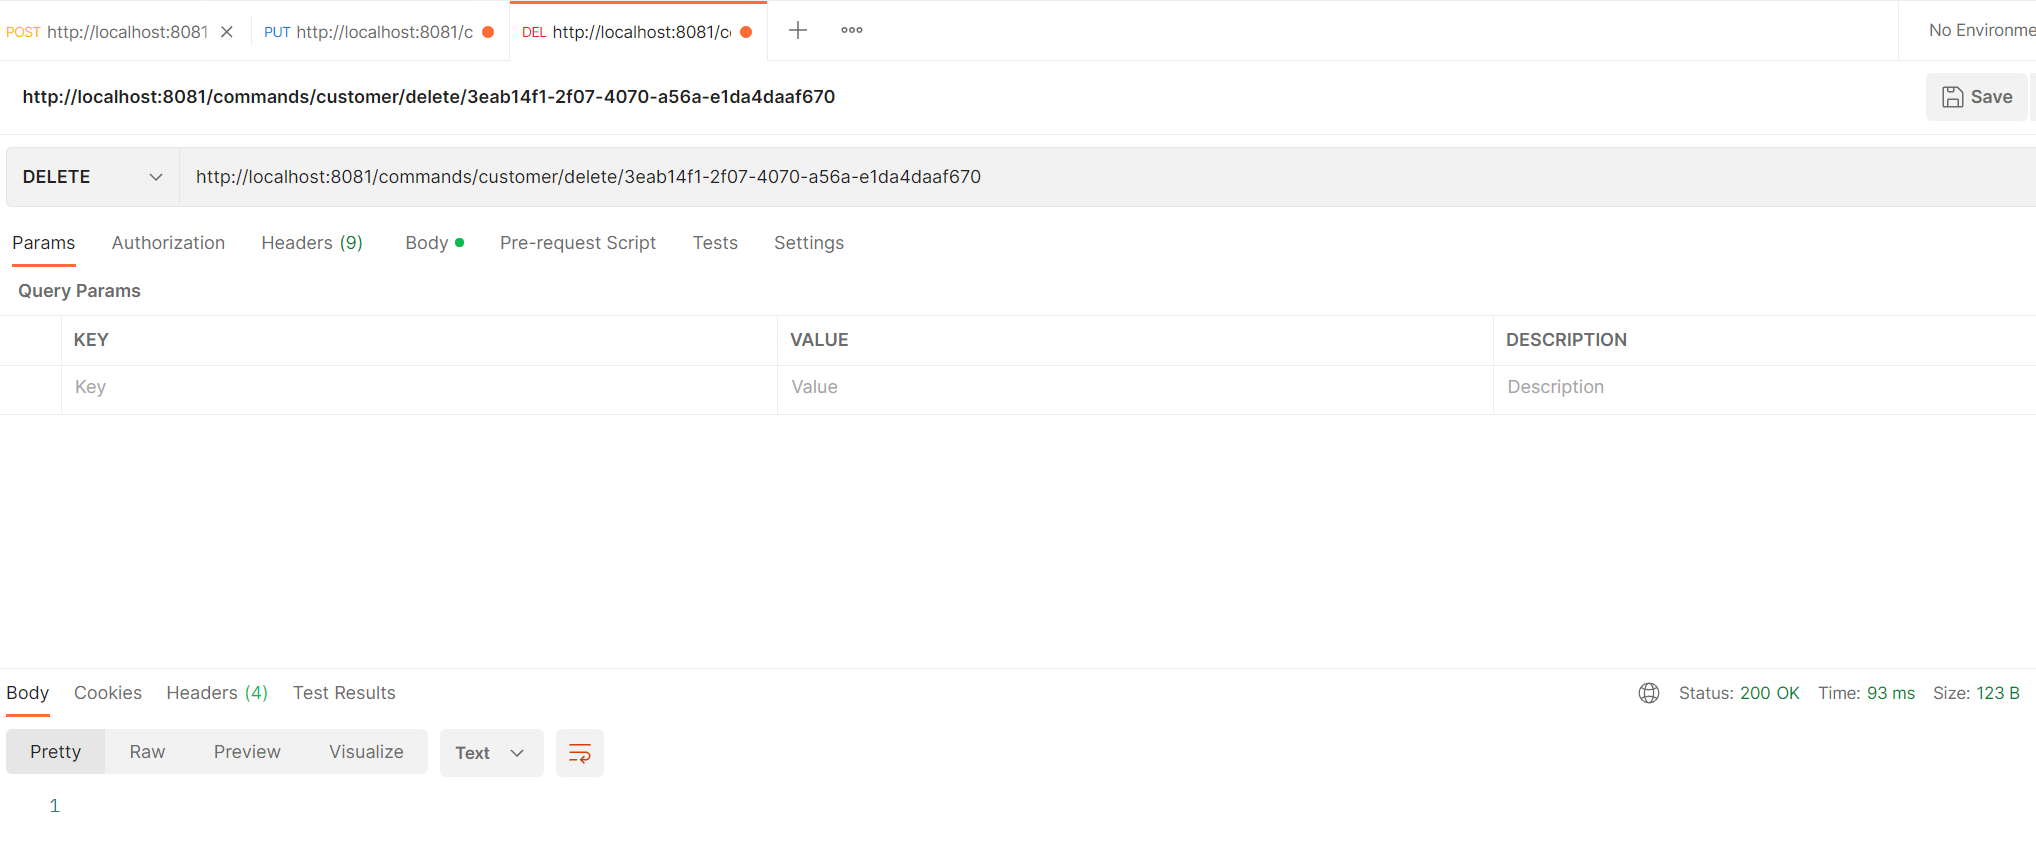 POST http://localhost:8081 PUT http://localhost:8081/c DEL http://localhost:8081/c No Environme
http://localhost:8081/commands/customer/delete/3eab14f1-2f07-4070-a56a-e1da4daaf670 Save
DELETE http://localhost:8081/commands/customer/delete/3eab14f1-2f07-4070-a56a-e1da4daaf670
Params Authorization Headers (9) Body Pre-request Script Tests Settings
Query Params
KEY VALUE DESCRIPTION
Key Value Description
Body Cookies Headers (4) Test Results Status: 200 OK Time: 93 ms Size: 123 B
Pretty Raw Preview Visualize Text
1